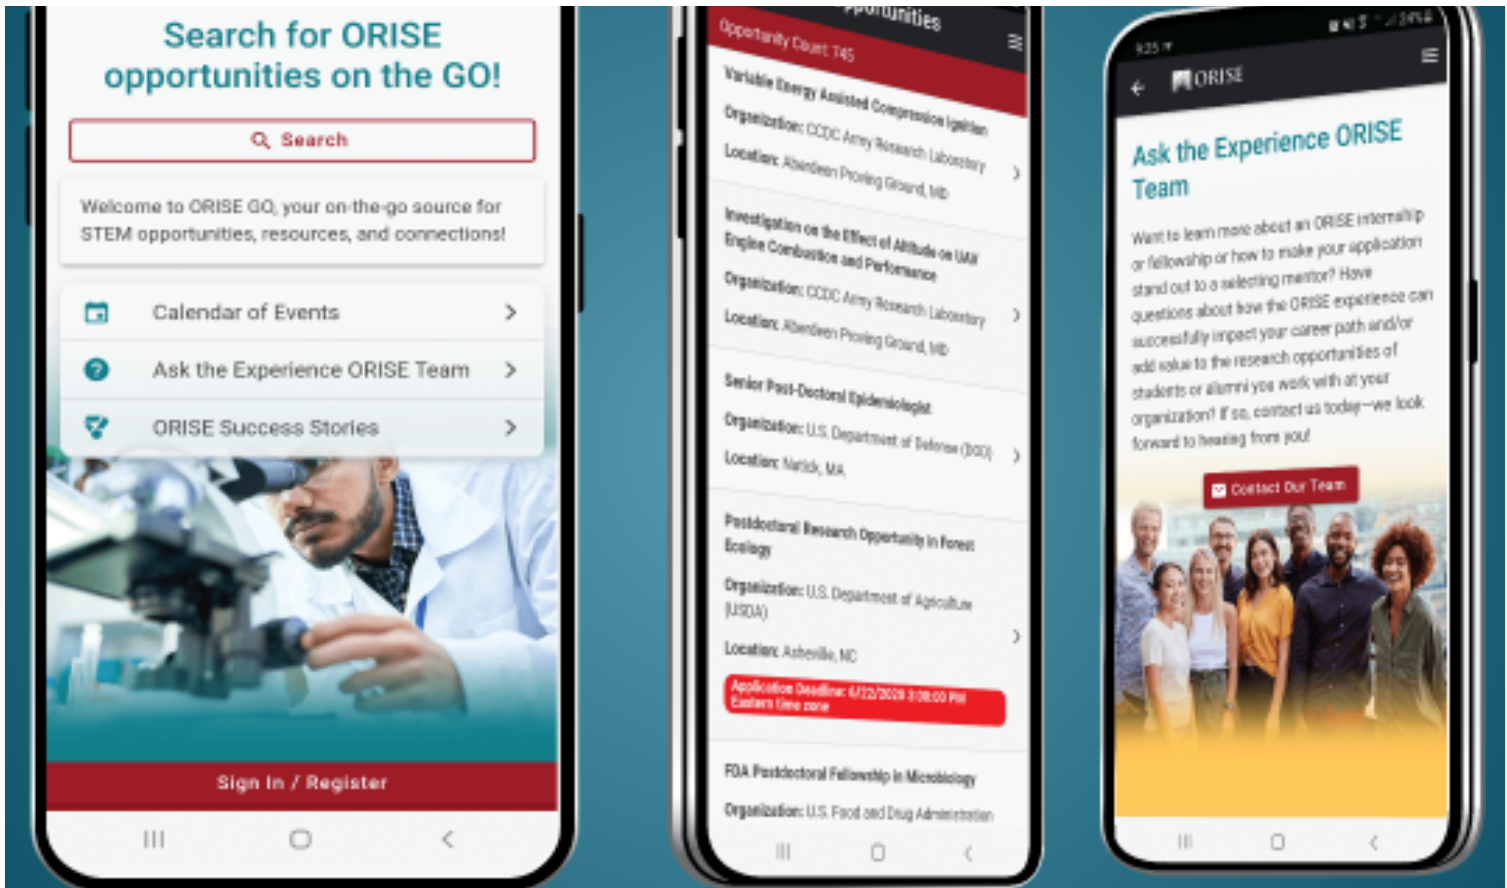 Search for ORISE
opportunities on the GO!
Search
Welcome to ORISE GO, your on-the-go source for
STEM opportunities, resources, and connections!
Calendar of Events
Ask the Experience ORISE Team
ORISE Success Stories
Sign In / Register
Opportunity Count: 745
Variable Energy Assisted Compression Ignition
Organization: CCDC Army Research Laboratory
Location: Aberdeen Proving Ground, MD
Investigation on the Effect of Altitude on UAV
Engine Combustion and Performance
Organization: CCDC Army Research Laboratory
Location: Aberdeen Proving Ground, MD
Senior Post-Doctoral Epidemiologist
Organization: U.S. Department of Defense (DOD)
Location: Natick, MA
Postdoctoral Research Opportunity in Forest
Ecology
Organization: U.S. Department of Agriculture
(USDA)
Location: Asheville, NC
Application Deadline: 6/22/2020 3:00:00 PM
Eastern time zone
FDA Postdoctoral Fellowship in Microbiology
Organization: U.S. Food and Drug Administration
9:25
ORISE
Ask the Experience ORISE
Team
Want to learn more about an ORISE internship
or fellowship or how to make your application
stand out to a selecting mentor? Have
questions about how the ORISE experience can
successfully impact your career path and/or
add value to the research opportunities of
students or alumni you work with at your
organization? If so, contact us today—we look
forward to hearing from you!
Contact Our Team